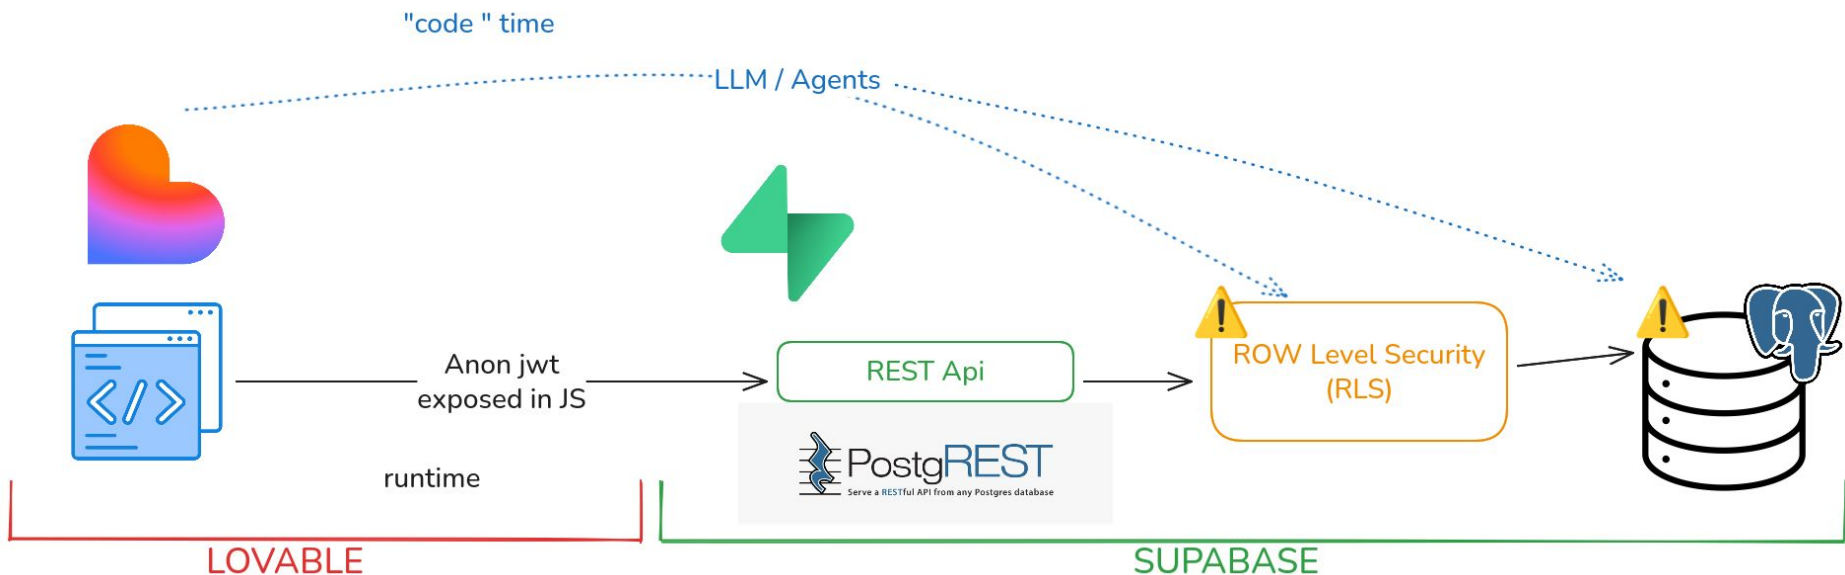 "code " time
LLM / Agents
Anon jwt
exposed in JS
REST Api
ROW Level Security
(RLS)
PostgREST
Serve a RESTful API from any Postgres database
runtime
LOVABLE
SUPABASE